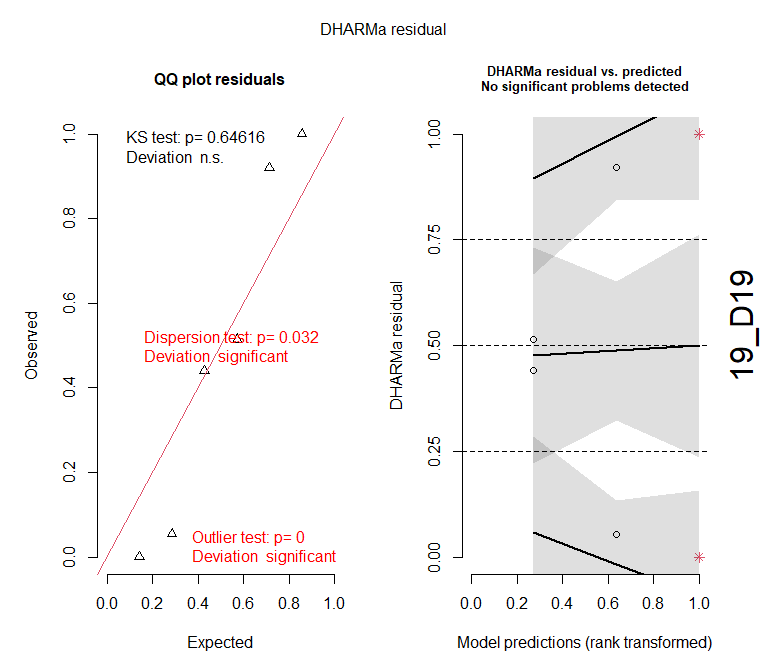 DHARMa residual
QQ plot residuals
KS test: p= 0.64616
Deviation n.s.
Dispersion test: p= 0.032
Deviation significant
Outlier test: p= 0
Deviation significant
Observed
0.0
0.2
0.4
0.6
0.8
1.0
0.0
0.2
0.4
0.6
0.8
1.0
Expected
DHARMa residual vs. predicted
No significant problems detected
DHARMa residual
0.00
0.25
0.50
0.75
1.00
0.0
0.2
0.4
0.6
0.8
1.0
Model predictions (rank transformed)
19_D19